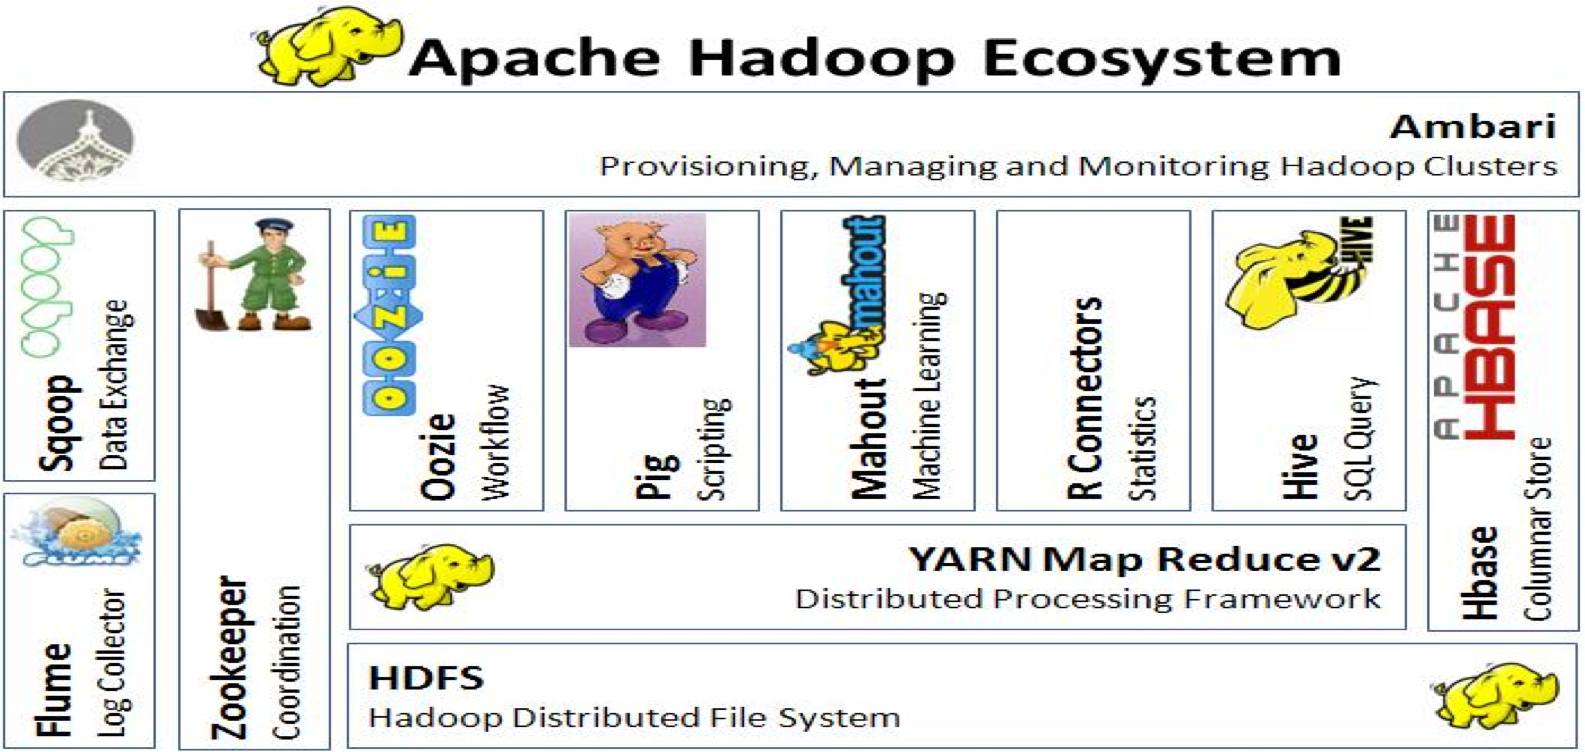 Apache Hadoop Ecosystem
Ambari
Provisioning, Managing and Monitoring Hadoop Clusters
sqoop
Sqoop
Data Exchange
FLUME
Flume
Log Collector
Zookeeper
Coordination
OOZIE
Oozie
Workflow
Pig
Scripting
mahout
Mahout
Machine Learning
R Connectors
Statistics
HIVE
Hive
SQL Query
APACHE
HBASE
Hbase
Columnar Store
YARN Map Reduce v2
Distributed Processing Framework
HDFS
Hadoop Distributed File System